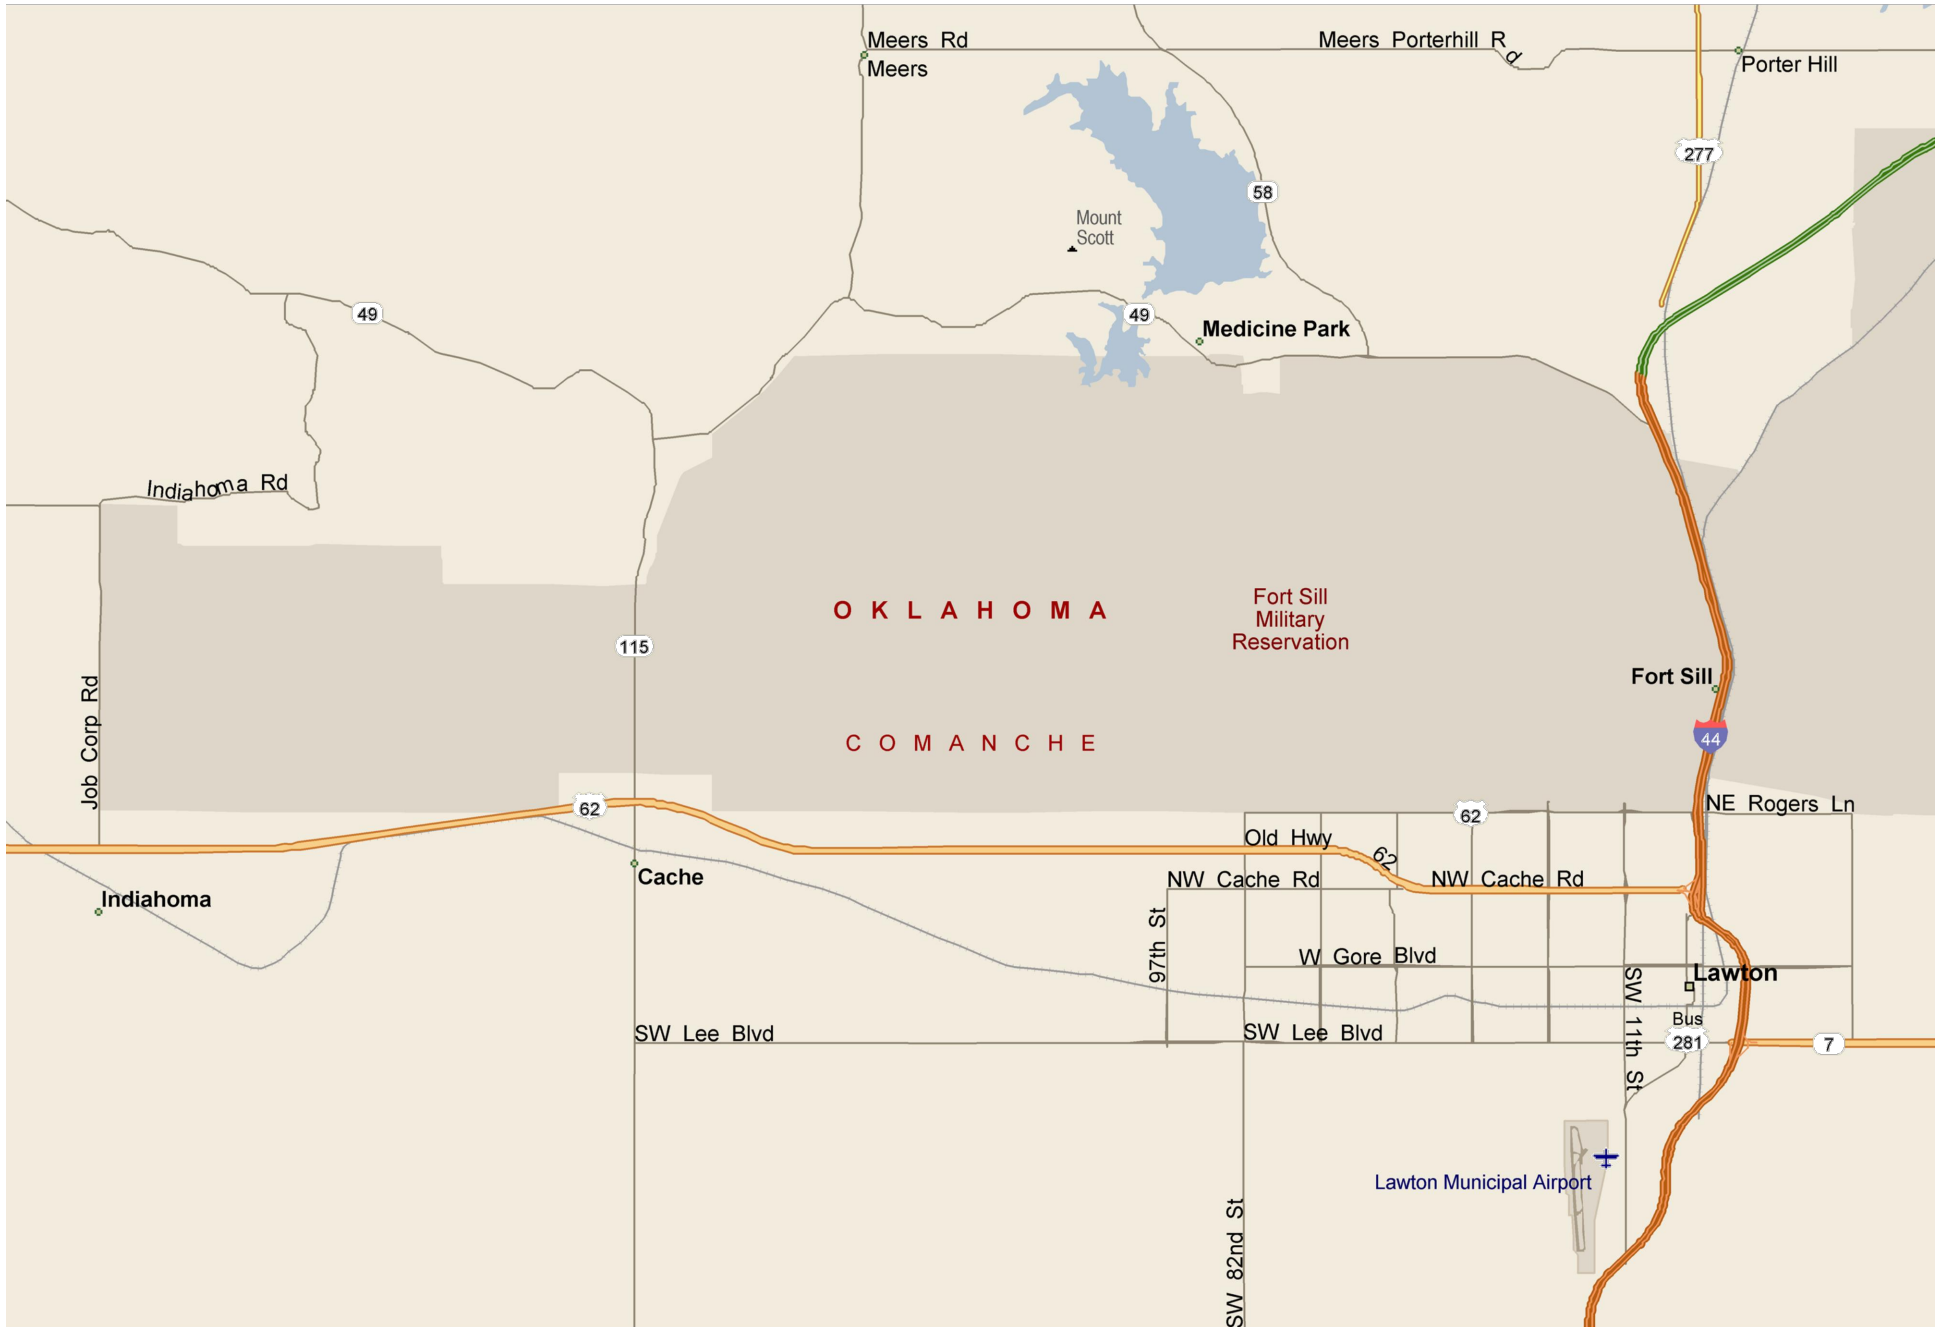 Meers Rd
Meers Porterhill Rd
Meers
Porter Hill
277
58
Mount
Scott
49
49
Medicine Park
Indiahoma Rd
OKLAHOMA
Fort Sill
Military
Reservation
115
Fort Sill
Job Corp Rd
COMANCHE
44
62
62
NE Rogers Ln
Old Hwy 62
Cache
NW Cache Rd
NW Cache Rd
Indiahoma
97th St
W Gore Blvd
Lawton
SW 11th St
Bus
281
SW Lee Blvd
SW Lee Blvd
7
Lawton Municipal Airport
SW 82nd St